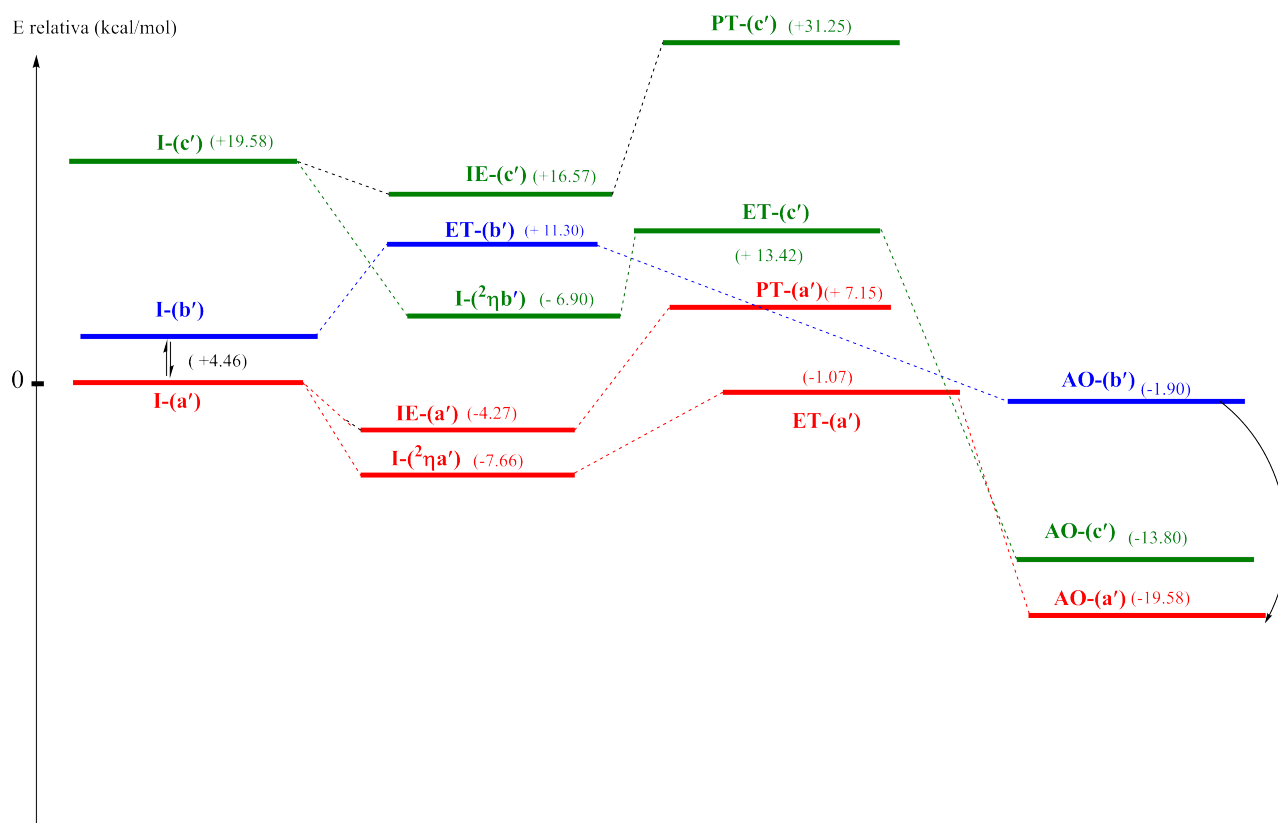 E relativa (kcal/mol)
PT-(c′) (+31.25)
I-(c′) (+19.58)
IE-(c′) (+16.57)
ET-(b′) (+ 11.30)
ET-(c′)
(+ 13.42)
I-(²ηb′) (- 6.90)
PT-(a′) (+ 7.15)
I-(b′)
( +4.46)
0
I-(a′)
(-1.07)
ET-(a′)
AO-(b′) (-1.90)
IE-(a′) (-4.27)
I-(²ηa′) (-7.66)
AO-(c′) (-13.80)
AO-(a′) (-19.58)